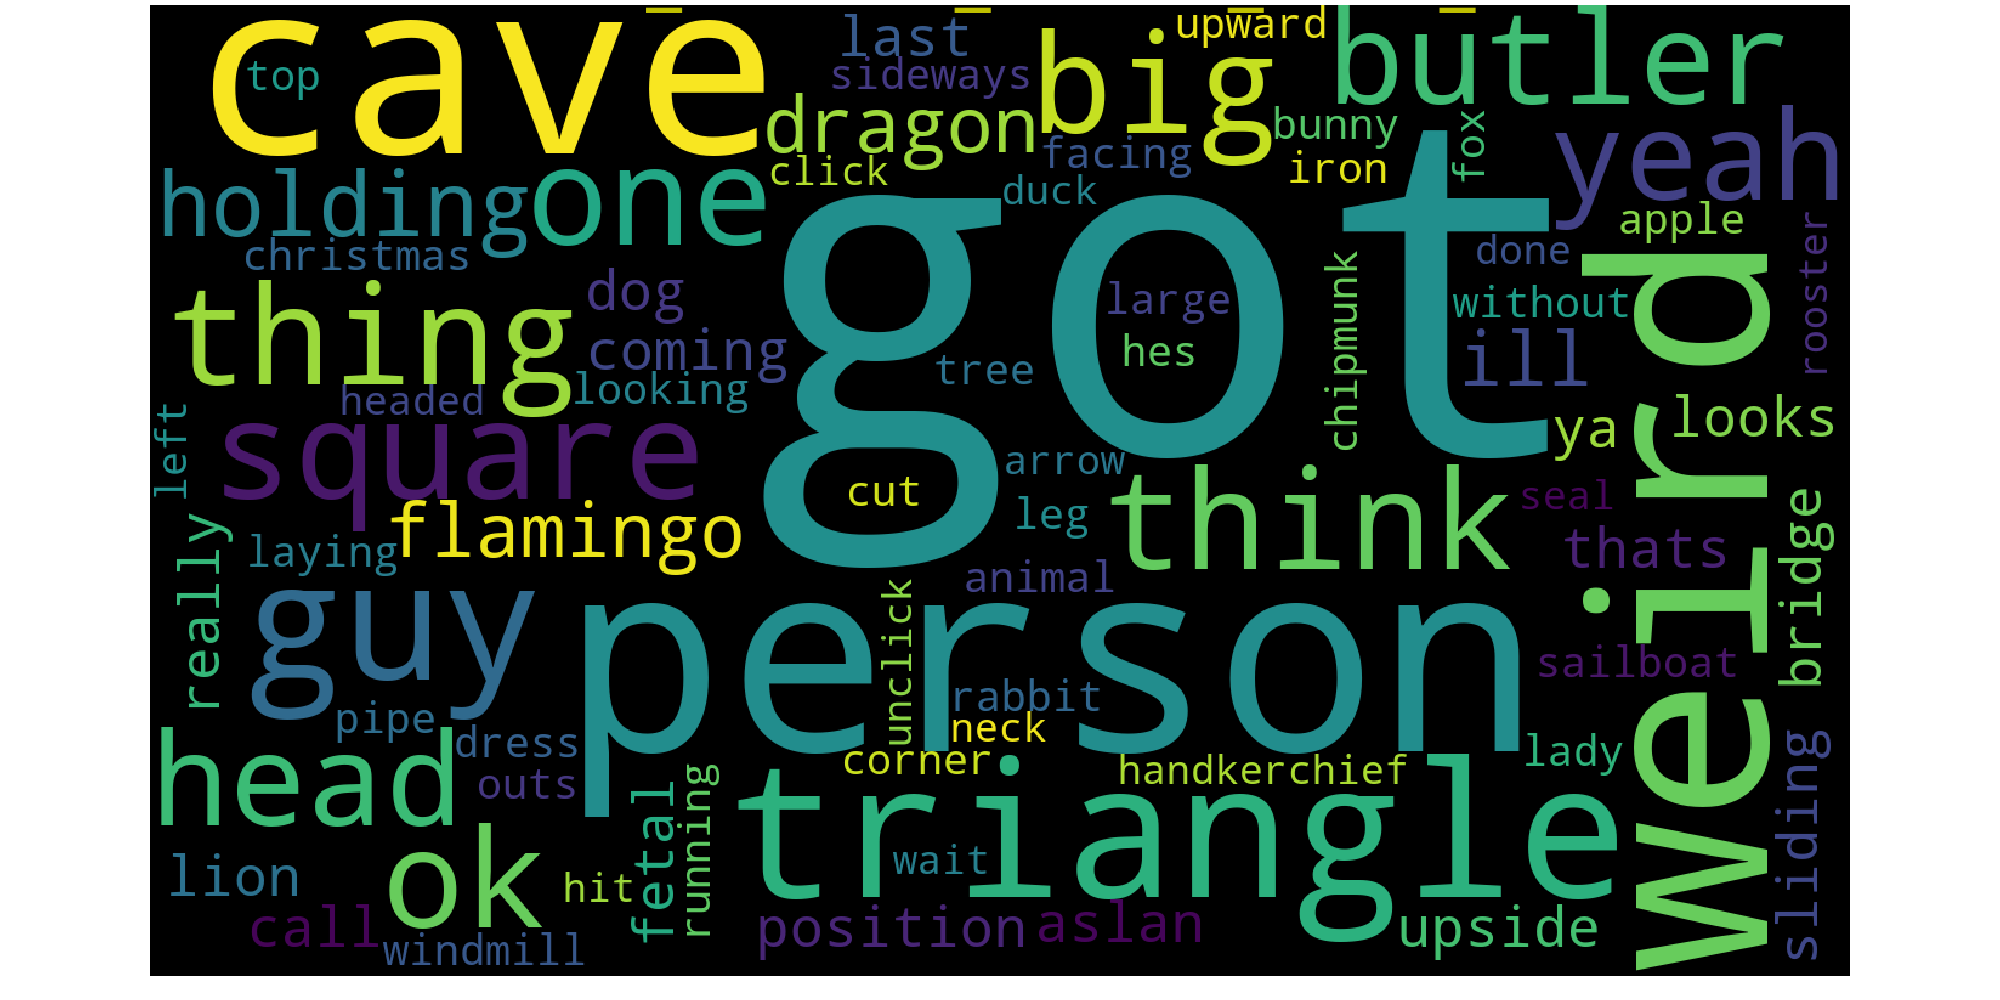 cave
top
last
sideways
upward
big
butler
dragon
click
facing
duck
bunny
iron
fox
yeah
holding
one
christmas
got
apple
rooster
done
without
weird
thing
dog
coming
looking
headed
large
hes
tree
chipmunk
ill
ya
looks
left
square
flamingo
cut
arrow
leg
think
seal
thats
bridge
really
laying
guy
animal
person
unclick
rabbit
neck
corner
sailboat
pipe
dress
outs
head
handkerchief
lady
sliding
triangle
fetal
running
lion
ok
hit
wait
call
windmill
position
aslan
upside